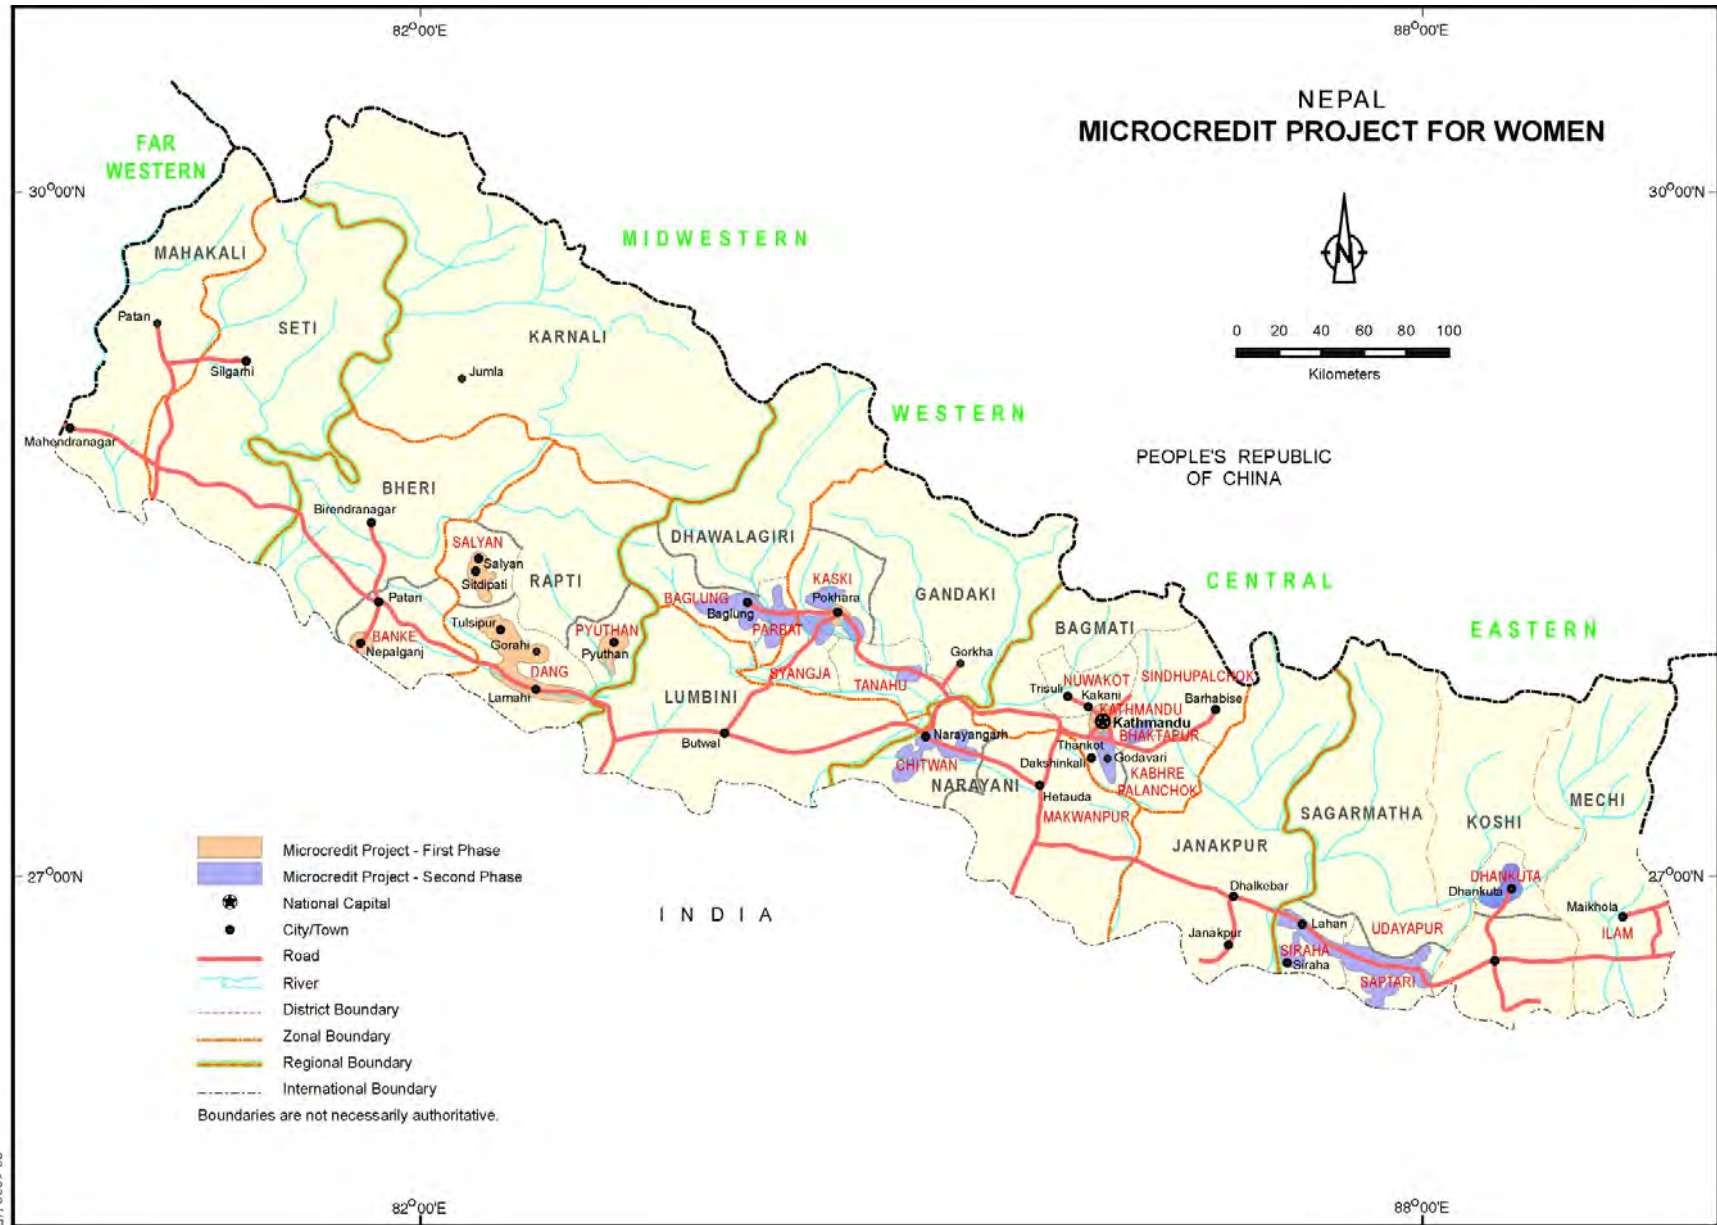 82°00'E
88°00'E
NEPAL
MICROCREDIT PROJECT FOR WOMEN
FAR
WESTERN
30°00'N
30°00'N
MIDWESTERN
MAHAKALI
Patan
SETI
Silgarhi
KARNALI
Jumla
0 20 40 60 80 100
Kilometers
WESTERN
Mahendranagar
PEOPLE'S REPUBLIC
OF CHINA
BHERI
Birendranagar
DHAWALAGIRI
SALYAN
Salyan
Sitdipati
RAPTI
KASKI
CENTRAL
Patan
BAGLUNG
Baglung
Pokhara
GANDAKI
Tulsipur
PYUTHAN
PARBAT
BAGMATI
EASTERN
BANKE
Nepalganj
Gorahi
Pyuthan
Gorkha
DANG
SYANGJA
TANAHU
NUWAKOT
SINDHUPALCHOK
Lamahi
LUMBINI
Trisuli
Kakani
Barhabise
KATHMANDU
Kathmandu
Butwal
Narayangarh
BHAKTAPUR
Thankot
CHITWAN
Dakshinkali
Godavari
NARAYANI
KABHRE
PALANCHOK
Hetauda
MAKWANPUR
SAGARMATHA
MECHI
KOSHI
JANAKPUR
Microcredit Project - First Phase
Microcredit Project - Second Phase
National Capital
City/Town
Road
River
District Boundary
Zonal Boundary
Regional Boundary
International Boundary
Boundaries are not necessarily authoritative.
27°00'N
27°00'N
INDIA
Dhalkebar
DHANKUTA
Dhankuta
Maikhola
Janakpur
Lahan
UDAYAPUR
ILAM
SIRAHA
Siraha
SAPTARI
82°00'E
88°00'E